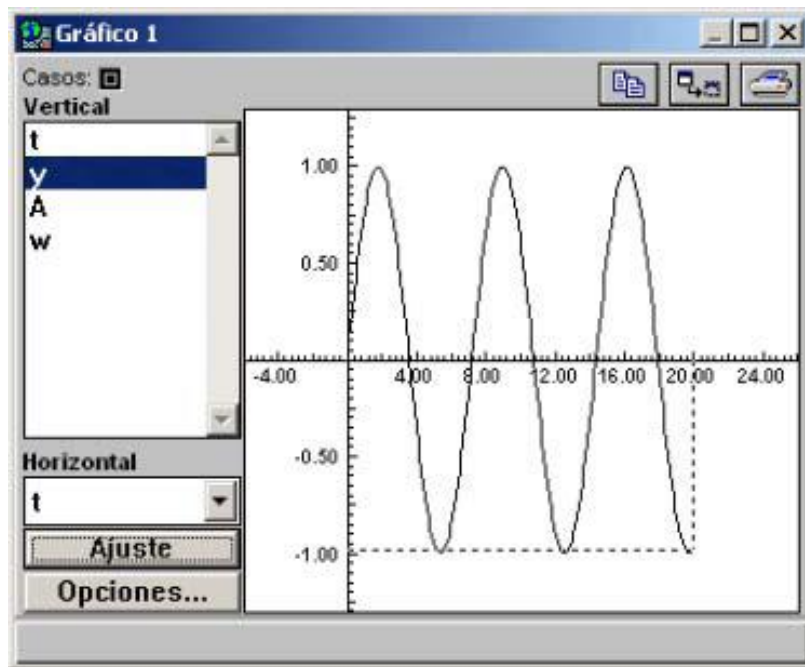 Gráfico 1
Casos:
Vertical
t
y
A
w
Horizontal
t
Ajuste
Opciones...
1.00
0.50
-4.00 4.00 8.00 12.00 16.00 20.00 24.00
-0.50
-1.00